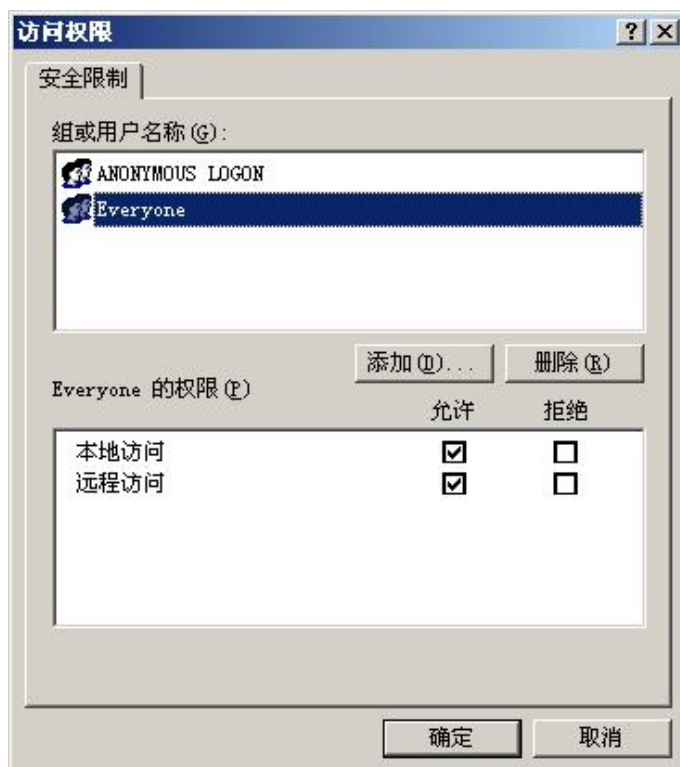 访问权限
安全限制
组或用户名称(G):
ANONYMOUS LOGON
Everyone
添加(D)... 删除(R)
Everyone 的权限(P)
允许 拒绝
本地访问
远程访问
确定 取消